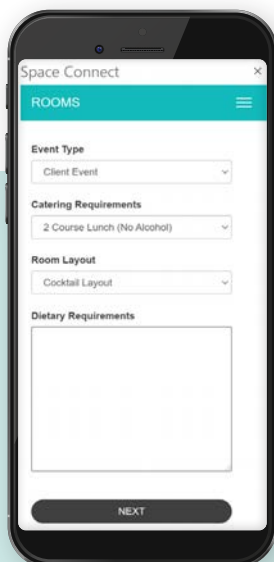 Space Connect ×
ROOMS
Event Type
Client Event
Catering Requirements
2 Course Lunch (No Alcohol)
Room Layout
Cocktail Layout
Dietary Requirements
NEXT